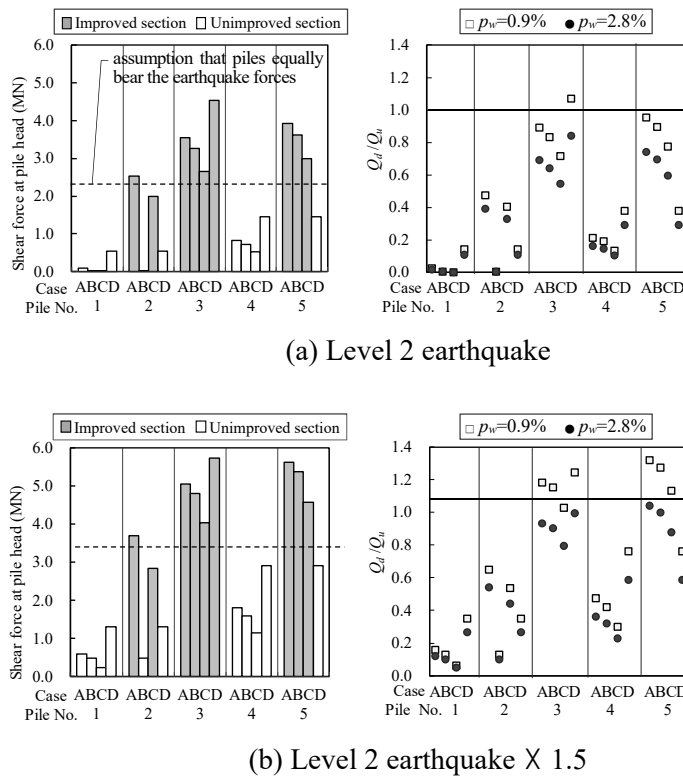 Improved section Unimproved section
6.0
5.0
4.0
3.0
2.0
1.0
0.0
Shear force at pile head (MN)
assumption that piles equally
bear the earthquake forces
Case ABCD ABCD ABCD ABCD ABCD
Pile No. 1 2 3 4 5
□ pw=0.9% ● pw=2.8%
1.4
1.2
1.0
0.8
0.6
0.4
0.2
0.0
Qd/Qu
Case ABCD ABCD ABCD ABCD ABCD
Pile No. 1 2 3 4 5
(a) Level 2 earthquake
Improved section Unimproved section
6.0
5.0
4.0
3.0
2.0
1.0
0.0
Shear force at pile head (MN)
Case ABCD ABCD ABCD ABCD ABCD
Pile No. 1 2 3 4 5
□ pw=0.9% ● pw=2.8%
1.4
1.2
1.0
0.8
0.6
0.4
0.2
0.0
Qd/Qu
Case ABCD ABCD ABCD ABCD ABCD
Pile No. 1 2 3 4 5
(b) Level 2 earthquake X 1.5